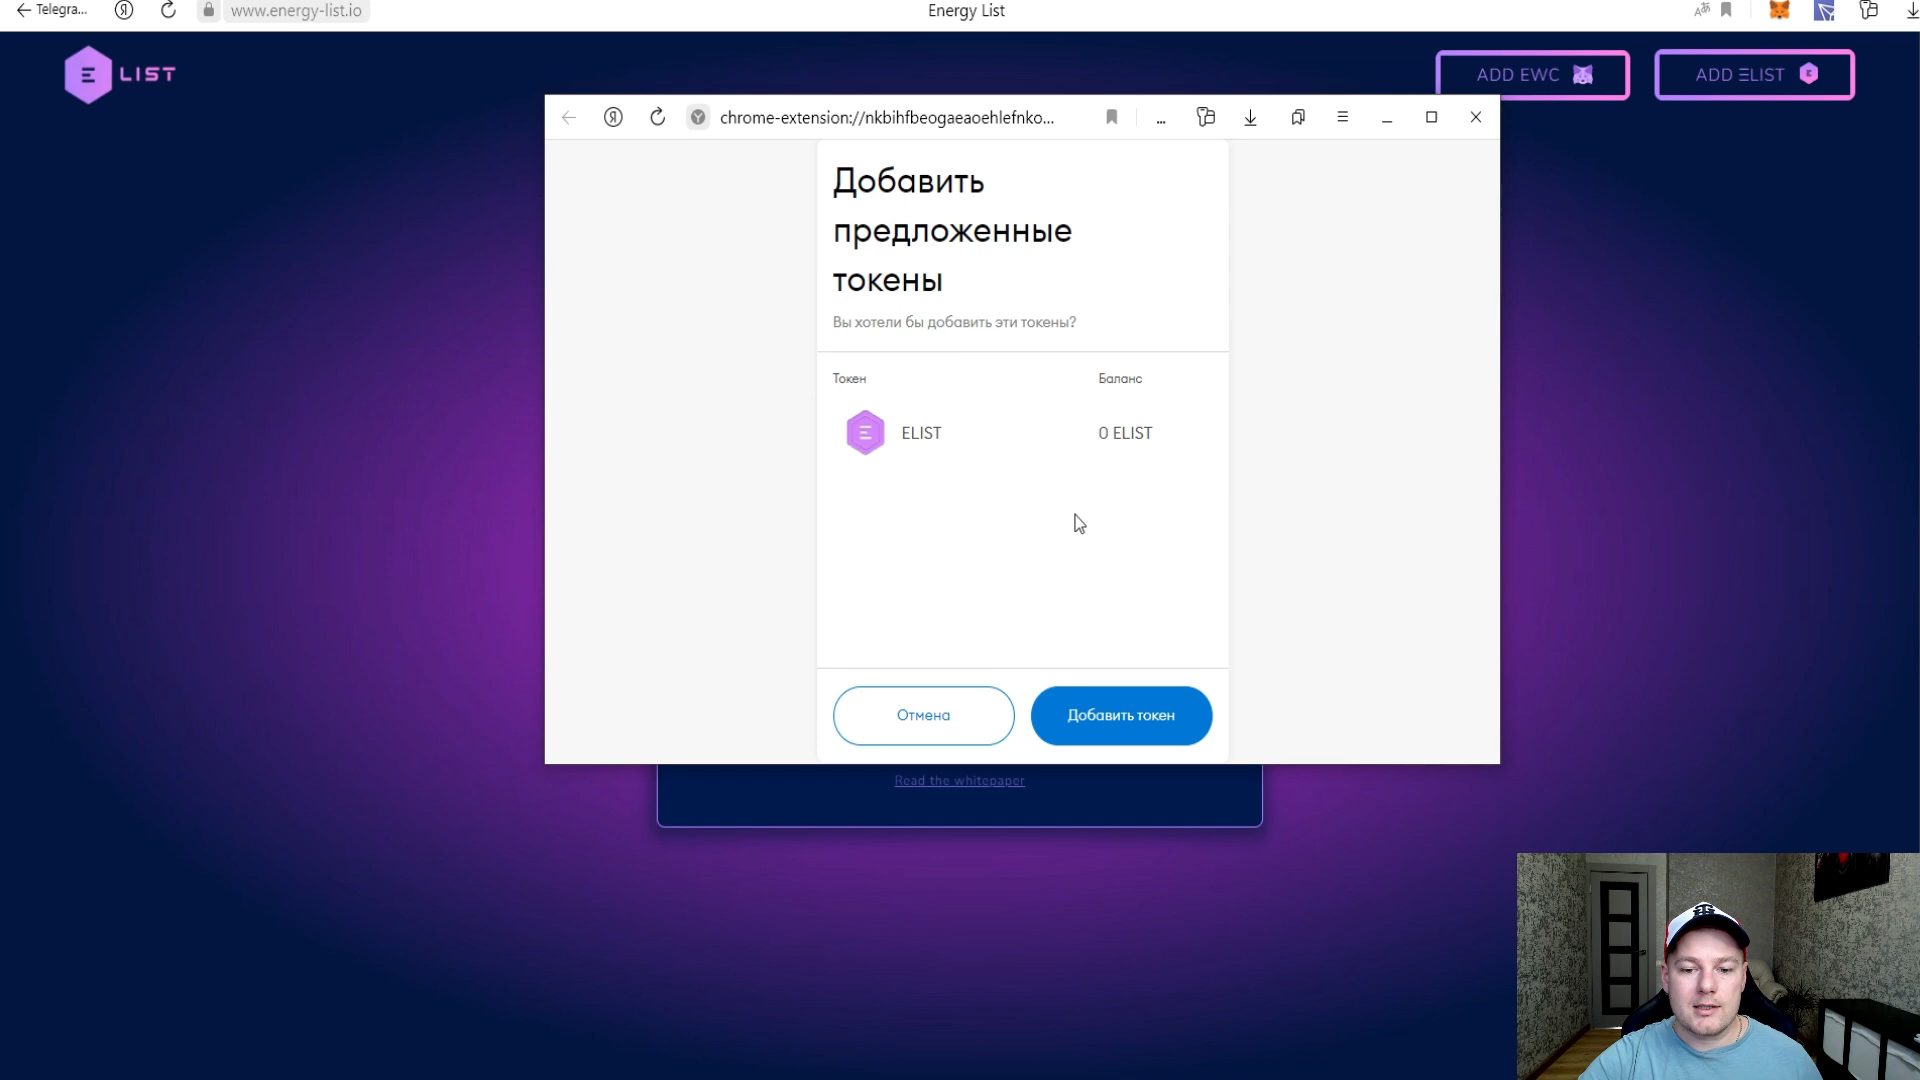 Telegra...
www.energy-list.io
Energy List
E LIST
ADD EWC
ADD ΞLIST
chrome-extension://nkbihfbeogaeaoehlefnko...
Добавить
предложенные
токены
Вы хотели бы добавить эти токены?
Токен
Баланс
ELIST
0 ELIST
Отмена
Добавить токен
Read the whitepaper